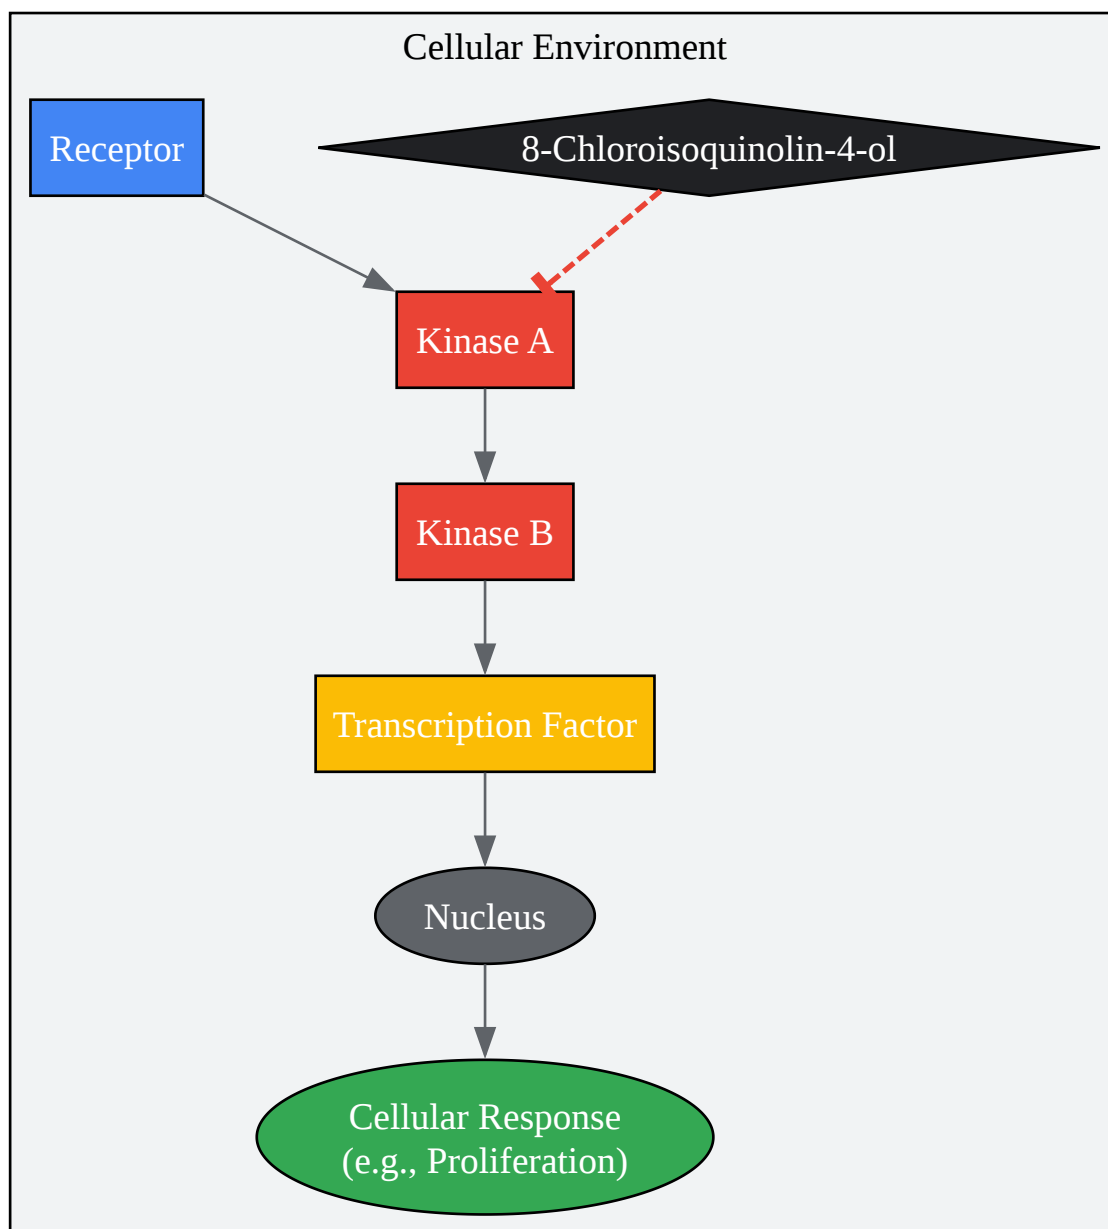 Cellular Environment
Receptor
8-Chloroisoquinolin-4-ol
Kinase A
Kinase B
Transcription Factor
Nucleus
Cellular Response
(e.g., Proliferation)